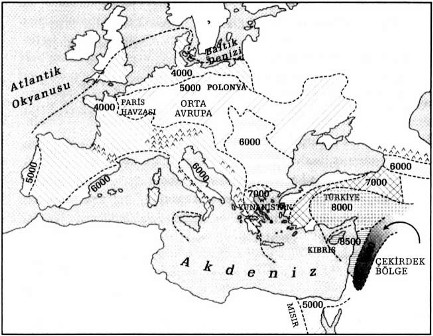 Baltık
Denizi
4000
5000
POLONYA
Atlantik
Okyanusu
4000
PARİS
HAVZASI
ORTA
AVRUPA
6000
5000
6000
6000
6000
7000
7000
YUNANİSTAN
TÜRKİYE
8000
KIBRIS
8500
ÇEKİRDEK
BÖLGE
Akdeniz
5000
MISIR